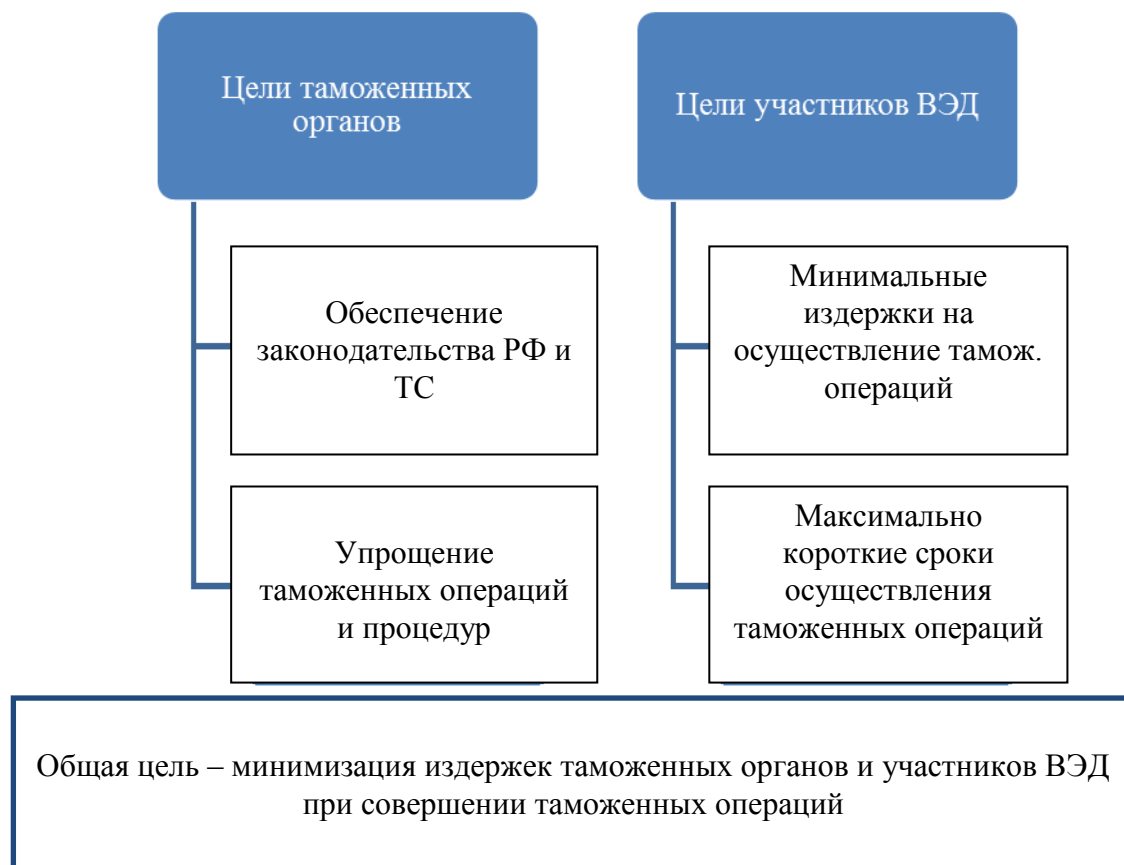 Цели таможенных
органов
Цели участников ВЭД
Обеспечение
законодательства РФ и
ТС
Минимальные
издержки на
осуществление тамож.
операций
Упрощение
таможенных операций
и процедур
Максимально
короткие сроки
осуществления
таможенных операций
Общая цель – минимизация издержек таможенных органов и участников ВЭД
при совершении таможенных операций